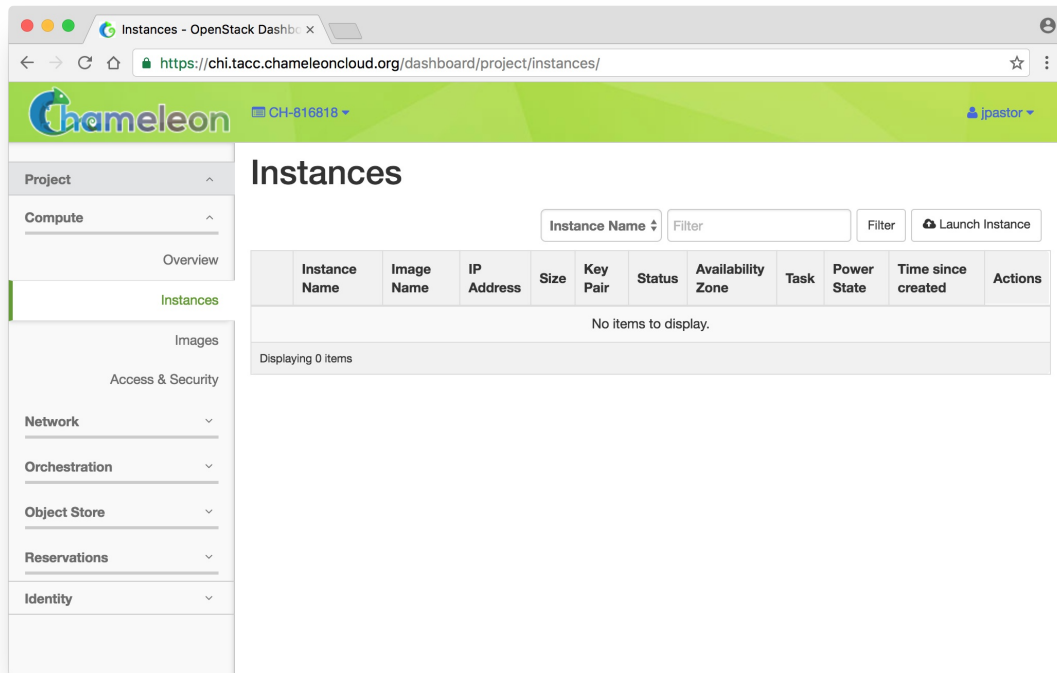 Instances - OpenStack Dashbo
https://chi.tacc.chameleoncloud.org/dashboard/project/instances/
Chameleon
CH-816818
jpastor
Project
Compute
Overview
Instances
Images
Access & Security
Network
Orchestration
Object Store
Reservations
Identity
Instances
Instance Name Filter Filter Launch Instance
Instance Name Image Name IP Address Size Key Pair Status Availability Zone Task Power State Time since created Actions
No items to display.
Displaying 0 items